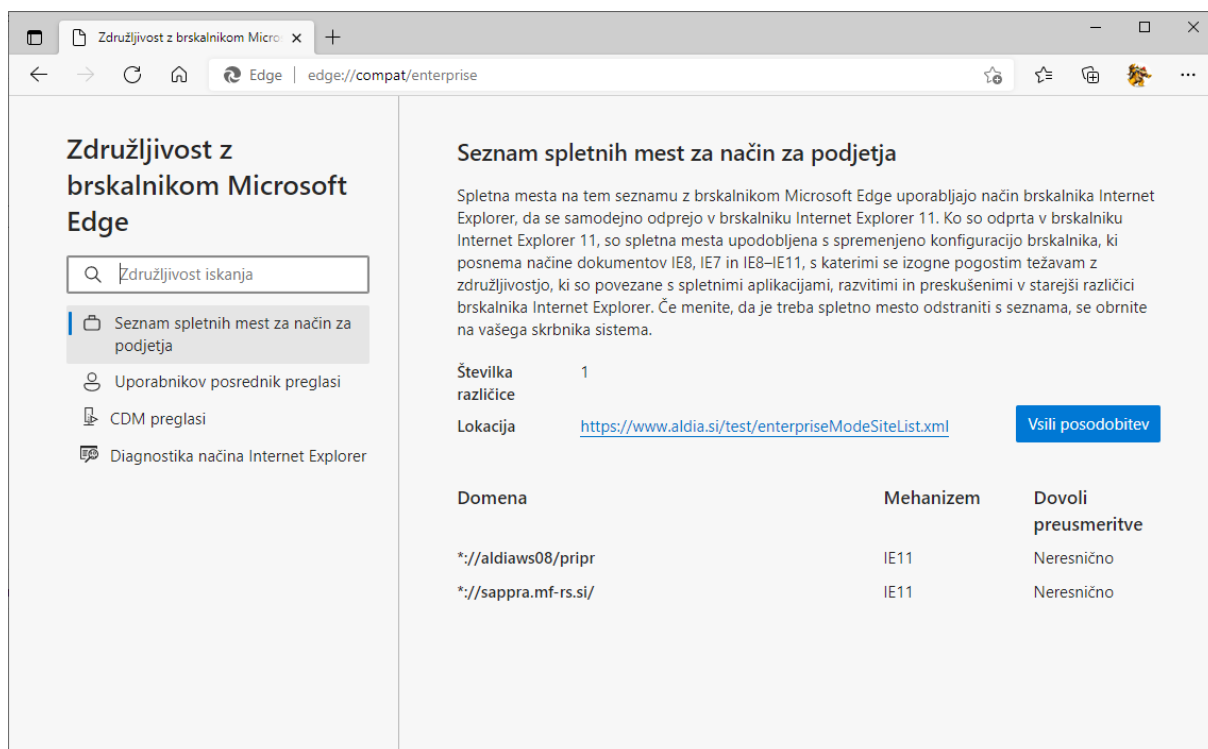 Združljivost z brskalnikom Micro
Edge | edge://compat/enterprise
Združljivost z
brskalnikom Microsoft
Edge
Združljivost iskanja
Seznam spletnih mest za način za
podjetja
Uporabnikov posrednik preglasi
CDM preglasi
Diagnostika načina Internet Explorer
Seznam spletnih mest za način za podjetja
Spletna mesta na tem seznamu z brskalnikom Microsoft Edge uporabljajo način brskalnika Internet
Explorer, da se samodejno odprejo v brskalniku Internet Explorer 11. Ko so odprta v brskalniku
Internet Explorer 11, so spletna mesta upodobljena s spremenjeno konfiguracijo brskalnika, ki
posnema načine dokumentov IE8, IE7 in IE8–IE11, s katerimi se izogne pogostim težavam z
združljivostjo, ki so povezane s spletnimi aplikacijami, razvitimi in preskušenimi v starejši različici
brskalnika Internet Explorer. Če menite, da je treba spletno mesto odstraniti s seznama, se obrnite
na vašega skrbnika sistema.
Številka 1
različice
Lokacija https://www.aldia.si/test/enterpriseModeSiteList.xml Vsili posodobitev
Domena Mehanizem Dovoli
preusmeritve
*://aldiaws08/pripr IE11 Neresnično
*://sappra.mf-rs.si/ IE11 Neresnično